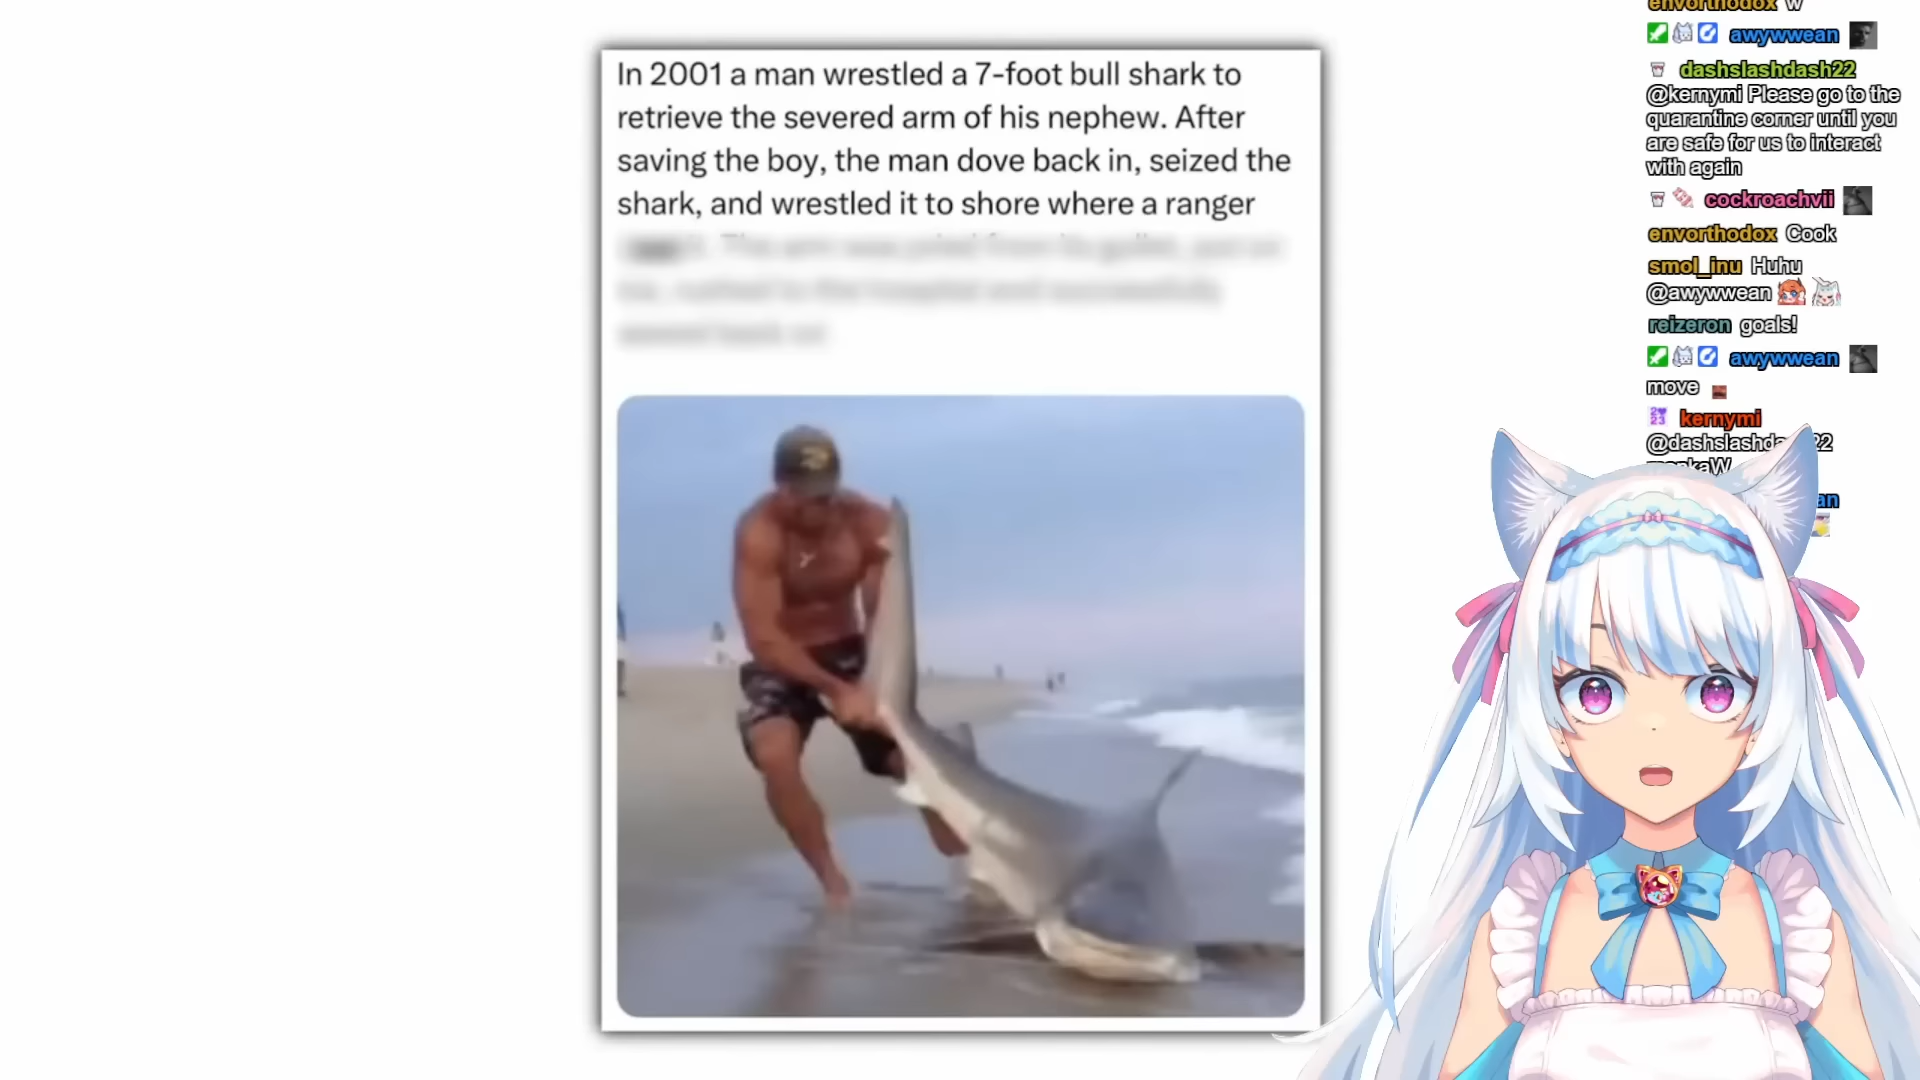 In 2001 a man wrestled a 7-foot bull shark to
retrieve the severed arm of his nephew. After
saving the boy, the man dove back in, seized the
shark, and wrestled it to shore where a ranger
envorthodox w
awywwean
dashslashdash22
@kernymi Please go to the
quarantine corner until you
are safe for us to interact
with again
cockroachvii
envorthodox Cook
smol_inu Huhu
@awywwean
reizeron goals!
awywwean
move
kernymi